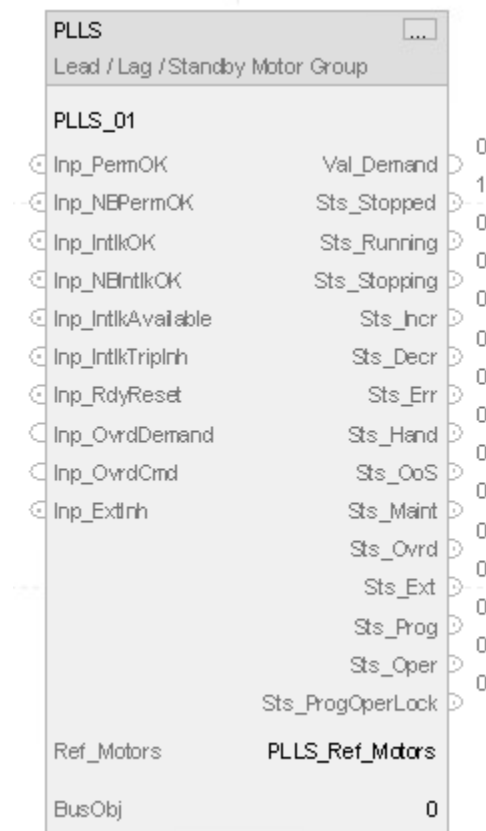 PLLS ...
Lead / Lag / Standby Motor Group
PLLS_01
0
Inp_PermOK Val_Demand
1
Inp_NBPermOK Sts_Stopped
0
Inp_IntlkOK Sts_Running
0
Inp_NBIntlkOK Sts_Stopping
0
Inp_IntlkAvailable Sts_Incr
0
Inp_IntlkTripInh Sts_Decr
0
Inp_RdyReset Sts_Err
0
Inp_OvrdDemand Sts_Hand
0
Inp_OvrdCmd Sts_OoS
0
Inp_ExtInh Sts_Maint
0
Sts_Ovrd
0
Sts_Ext
0
Sts_Prog
0
Sts_Oper
0
Sts_ProgOperLock
Ref_Motors PLLS_Ref_Motors
BusObj 0